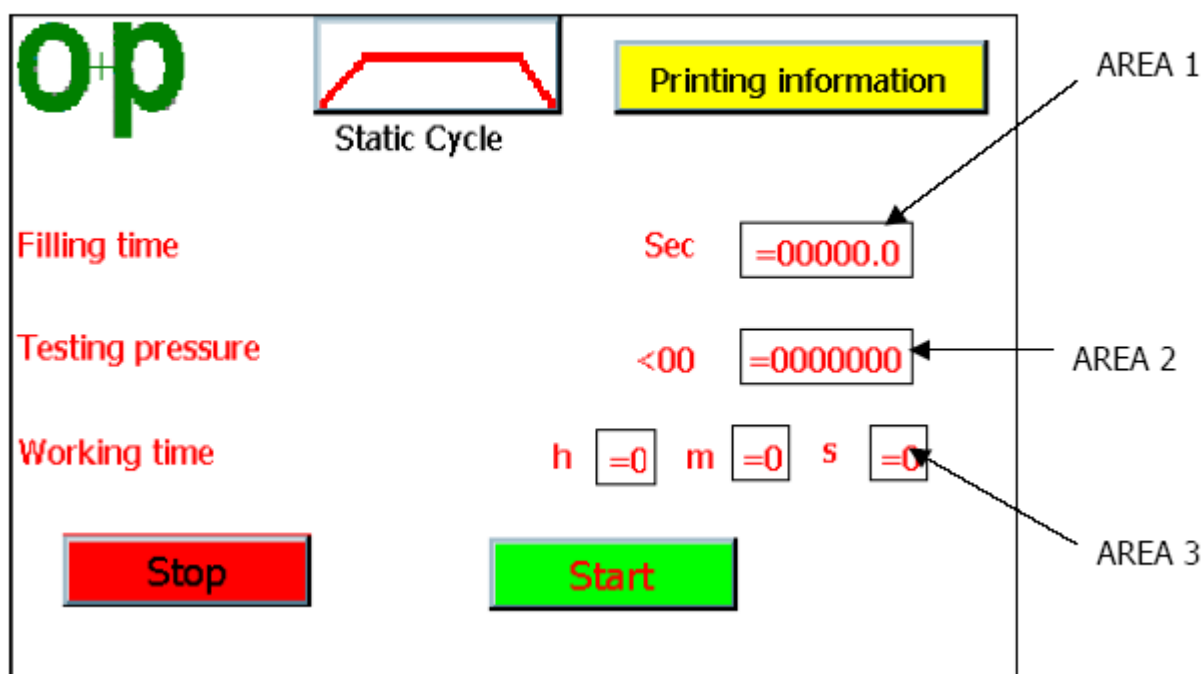 o+p
Printing information
AREA 1
Static Cycle
Filling time Sec =00000.0
Testing pressure <00 =0000000 AREA 2
Working time h =0 m =0 s =0
AREA 3
Stop Start